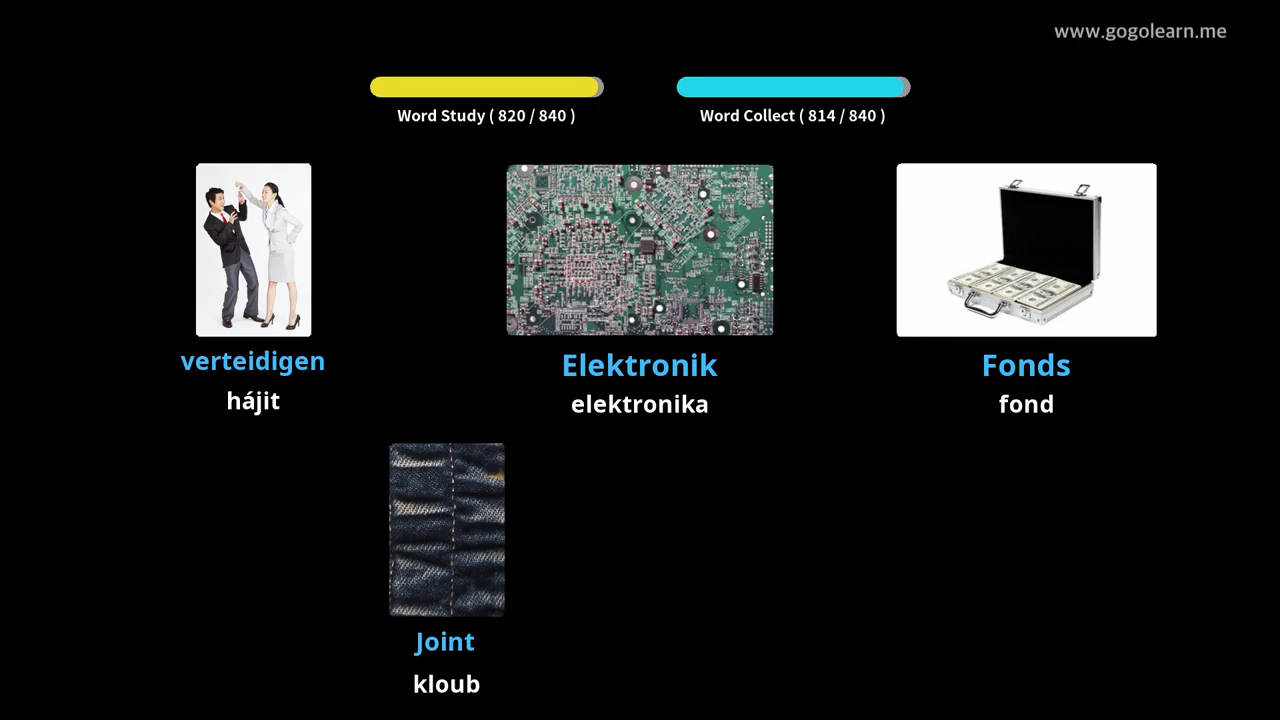 www.gogolearn.me
Word Study ( 820 / 840 )
Word Collect ( 814 / 840 )
verteidigen
hájit
Elektronik
elektronika
Fonds
fond
Joint
kloub